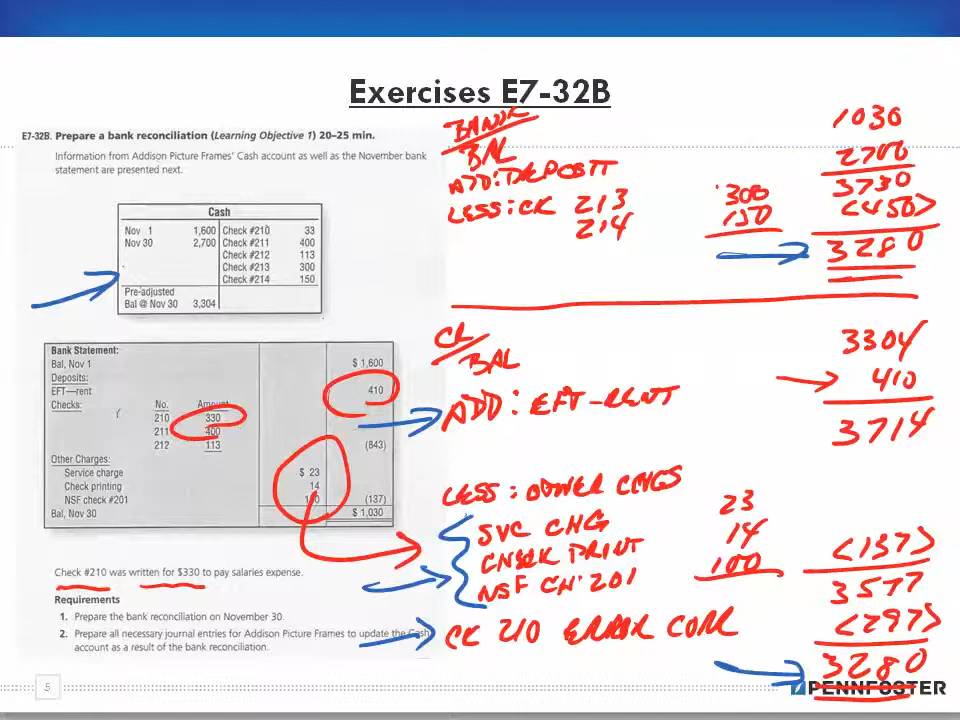 Exercises E7-32B
E7-32B. Prepare a bank reconciliation (Learning Objective 1) 20–25 min.
Information from Addison Picture Frames' Cash account as well as the November bank
statement are presented next.
Cash
Nov 1 1,600 Check #210 33
Nov 30 2,700 Check #211 400
Check #212 113
Check #213 300
Check #214 150
Pre-adjusted
Bal @ Nov 30 3,304
Bank Statement:
Bal, Nov 1 $ 1,600
Deposits:
EFT—rent 410
Checks: No. Amount
210 330
211 400
212 113 (843)
Other Charges:
Service charge $ 23
Check printing 14
NSF check #201 100 (137)
Bal, Nov 30 $ 1,030
Check #210 was written for $330 to pay salaries expense.
Requirements
1. Prepare the bank reconciliation on November 30.
2. Prepare all necessary journal entries for Addison Picture Frames to update the Cash
account as a result of the bank reconciliation.
BANK
BAL 1030
ADD: DEPOSIT 2700
3730
LESS: CK 213 300 <450>
214 150
3280
CK
BAL 3304
ADD: EFT-RENT 410
3714
LESS: OTHER CHGS
SVC CHG 23
CHECK PRINT 14 <137>
NSF CK 201 100 3577
CK 210 ERROR CORR <297>
3280
5
PENNFOSTER